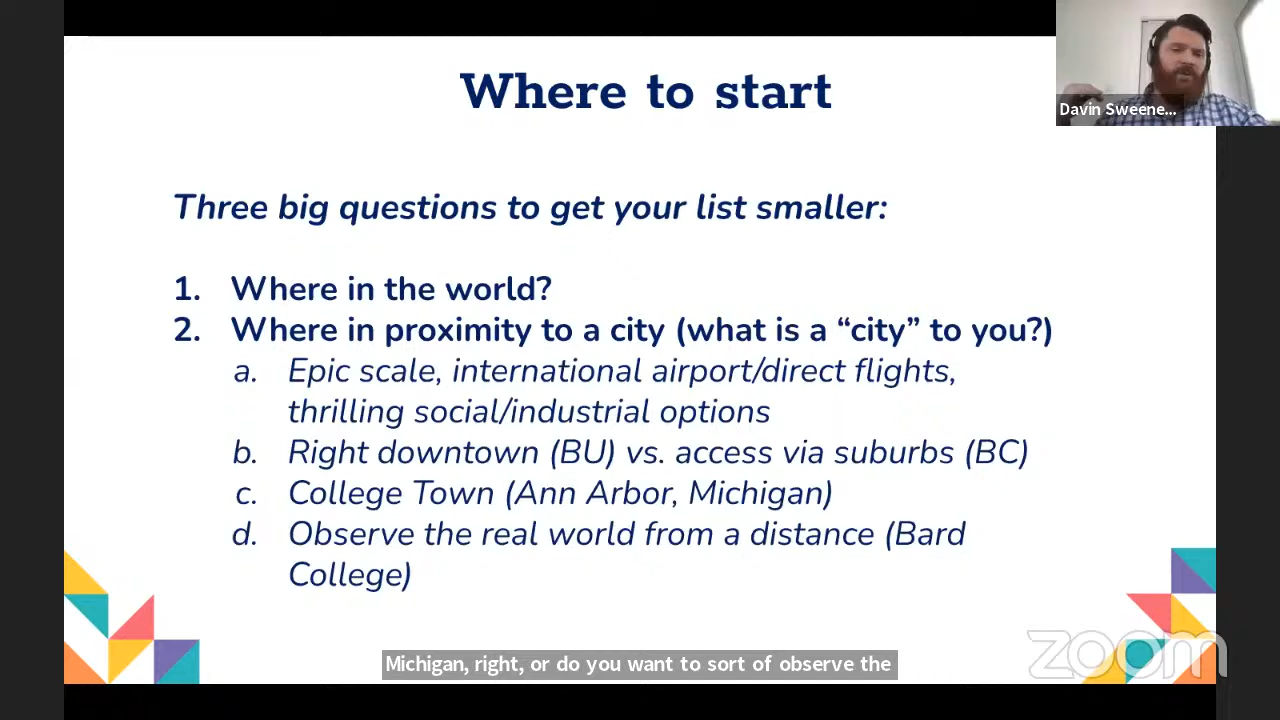 Where to start
Davin Sweene...
Three big questions to get your list smaller:
1. Where in the world?
2. Where in proximity to a city (what is a “city” to you?)
a. Epic scale, international airport/direct flights,
thrilling social/industrial options
b. Right downtown (BU) vs. access via suburbs (BC)
c. College Town (Ann Arbor, Michigan)
d. Observe the real world from a distance (Bard
College)
zoom
Michigan, right, or do you want to sort of observe the